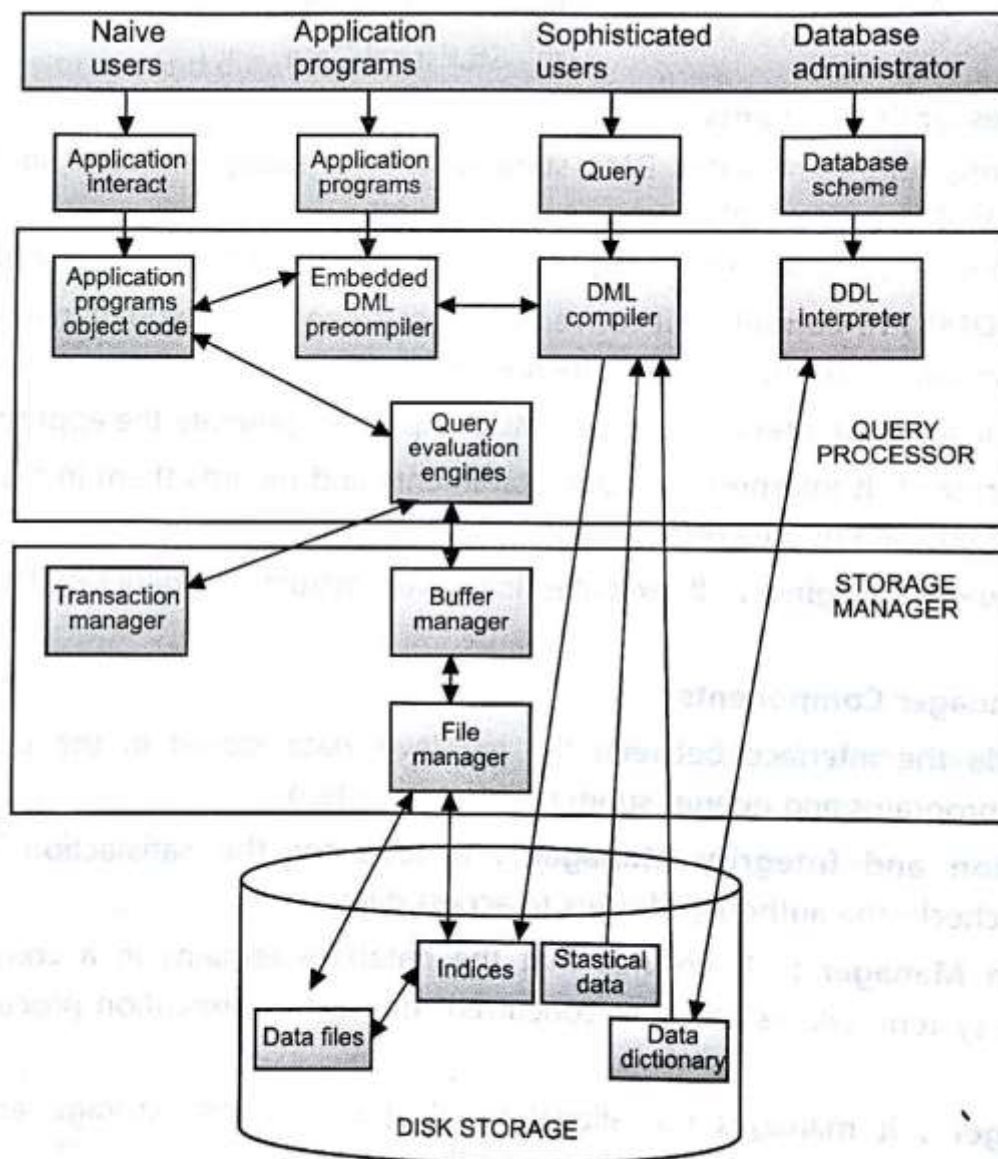 Naive users
Application programs
Sophisticated users
Database administrator
Application interact
Application programs
Query
Database scheme
Application programs object code
Embedded DML precompiler
DML compiler
DDL interpreter
Query evaluation engines
QUERY PROCESSOR
Transaction manager
Buffer manager
STORAGE MANAGER
File manager
Indices
Stastical data
Data files
Data dictionary
DISK STORAGE